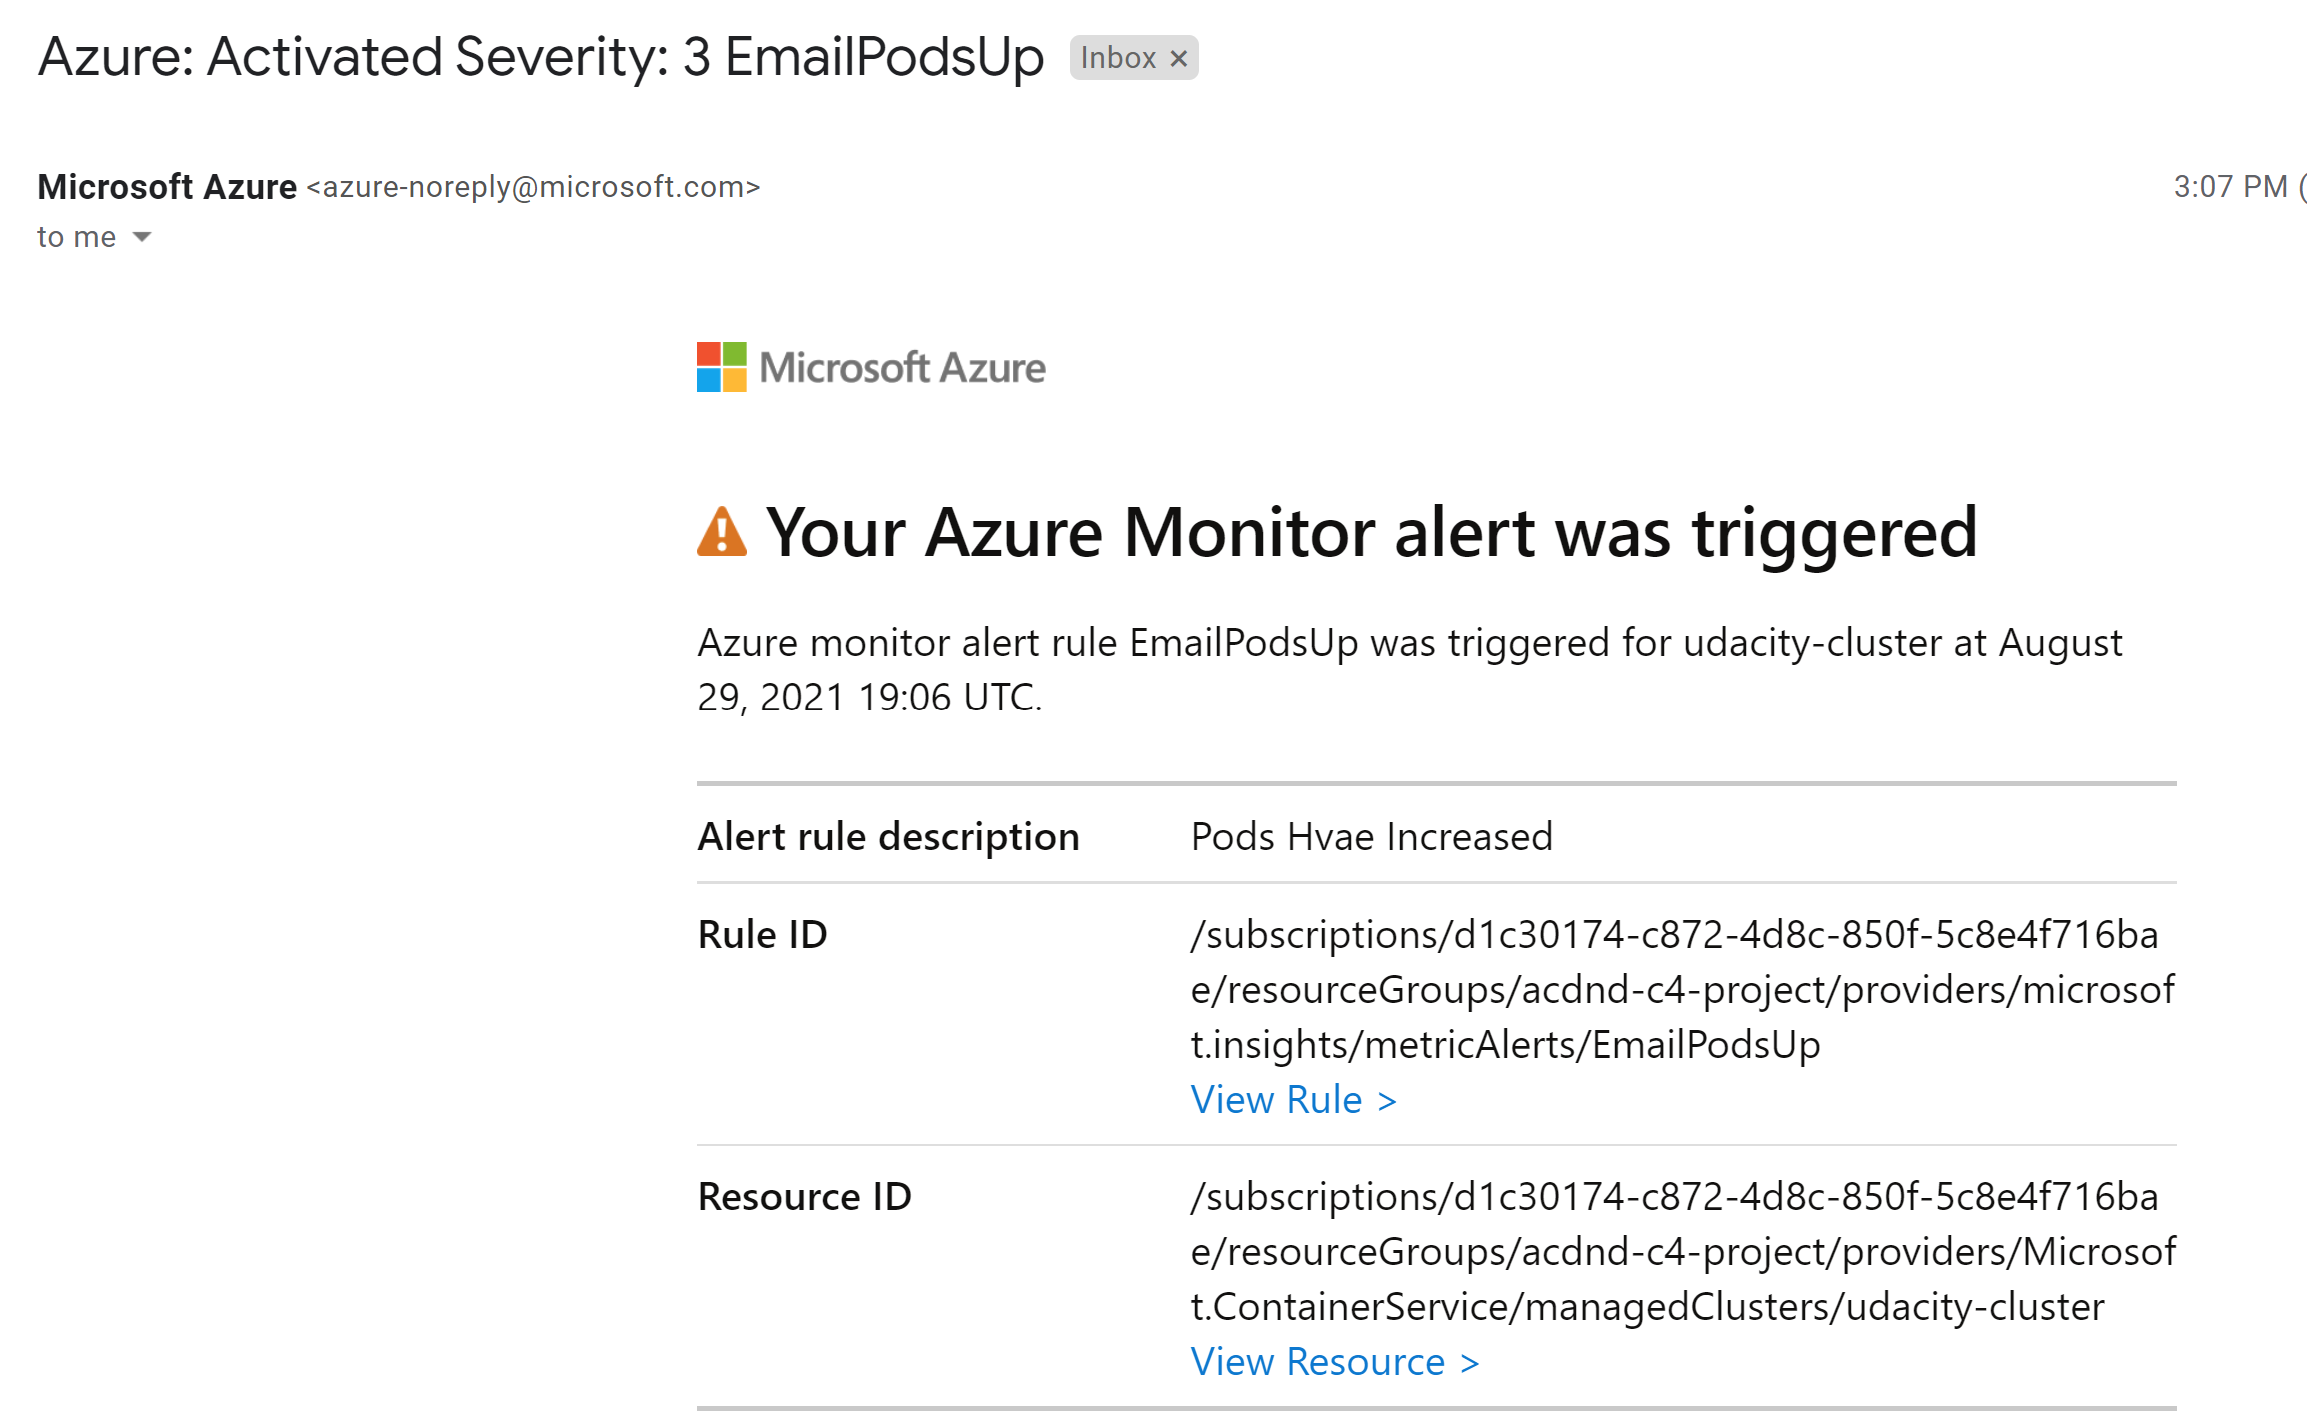 Azure: Activated Severity: 3 EmailPodsUp Inbox ×
Microsoft Azure <azure-noreply@microsoft.com> 3:07 PM (
to me
Microsoft Azure
Your Azure Monitor alert was triggered
Azure monitor alert rule EmailPodsUp was triggered for udacity-cluster at August
29, 2021 19:06 UTC.
Alert rule description Pods Hvae Increased
Rule ID /subscriptions/d1c30174-c872-4d8c-850f-5c8e4f716ba
e/resourceGroups/acdnd-c4-project/providers/microsof
t.insights/metricAlerts/EmailPodsUp
View Rule >
Resource ID /subscriptions/d1c30174-c872-4d8c-850f-5c8e4f716ba
e/resourceGroups/acdnd-c4-project/providers/Microsof
t.ContainerService/managedClusters/udacity-cluster
View Resource >